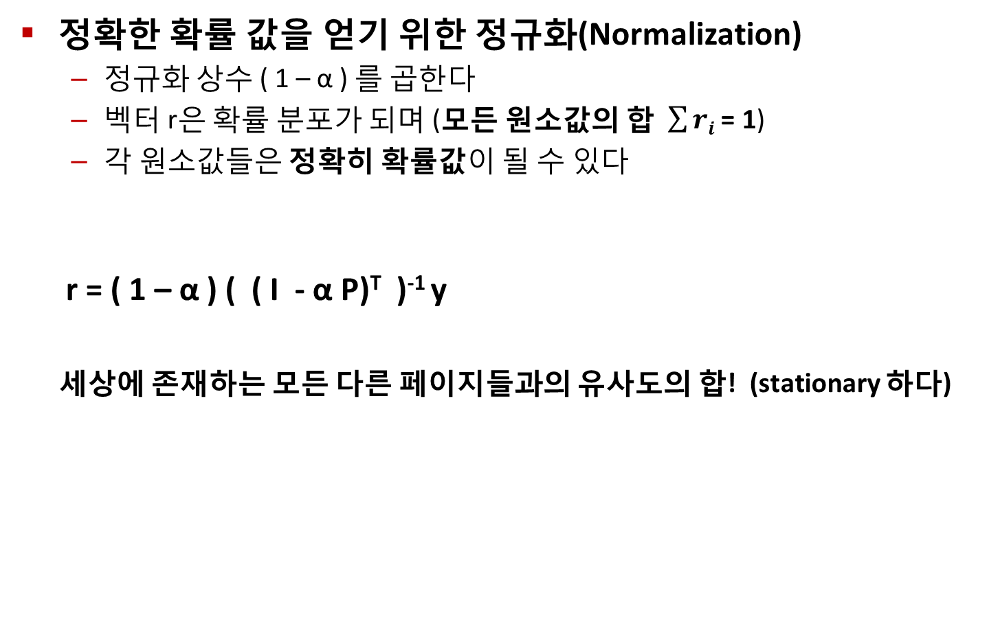 ▪ 정확한 확률 값을 얻기 위한 정규화(Normalization)
– 정규화 상수 ( 1 – α ) 를 곱한다
– 벡터 r은 확률 분포가 되며 (모든 원소값의 합 ∑ rᵢ = 1)
– 각 원소값들은 정확히 확률값이 될 수 있다
r = ( 1 – α ) ( ( I - α P)ᵀ )⁻¹ y
세상에 존재하는 모든 다른 페이지들과의 유사도의 합! (stationary 하다)